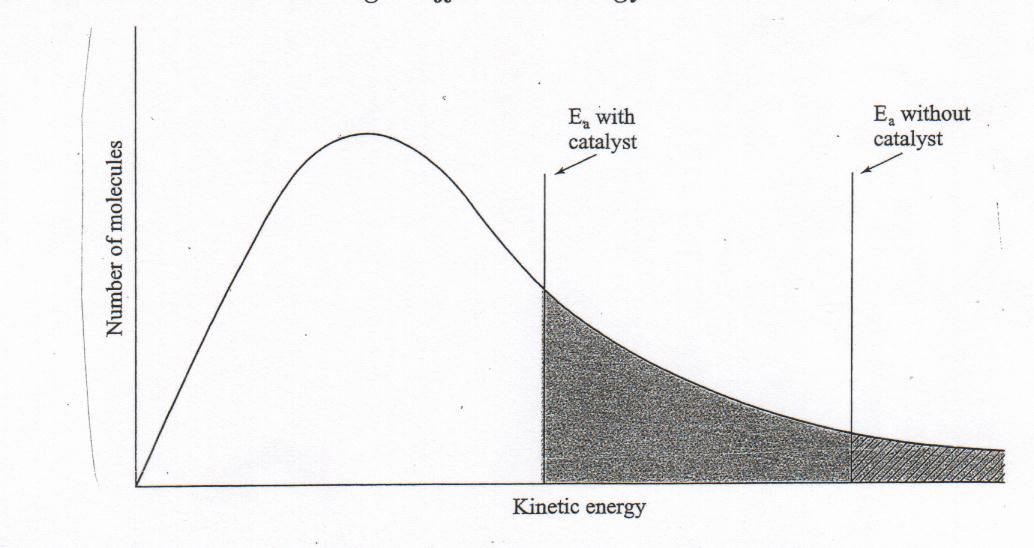 Number of molecules
Eₐ with
catalyst
Eₐ without
catalyst
Kinetic energy